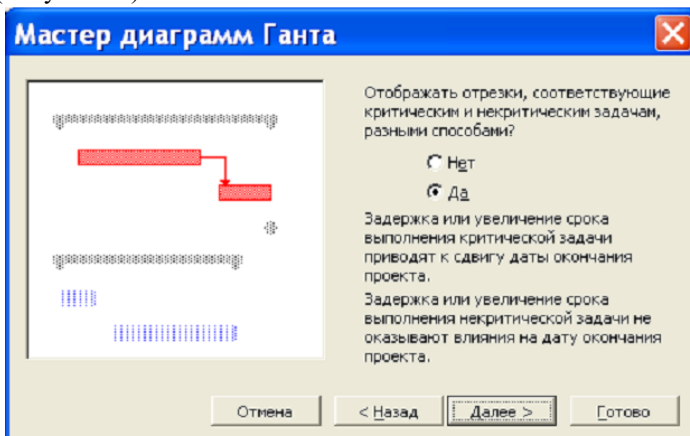 Мастер диаграмм Ганта
Отображать отрезки, соответствующие
критическим и некритическим задачам,
разными способами?
Нет
Да
Задержка или увеличение срока
выполнения критической задачи
приводят к сдвигу даты окончания
проекта.
Задержка или увеличение срока
выполнения некритической задачи не
оказывают влияния на дату окончания
проекта.
Отмена
< Назад
Далее >
Готово